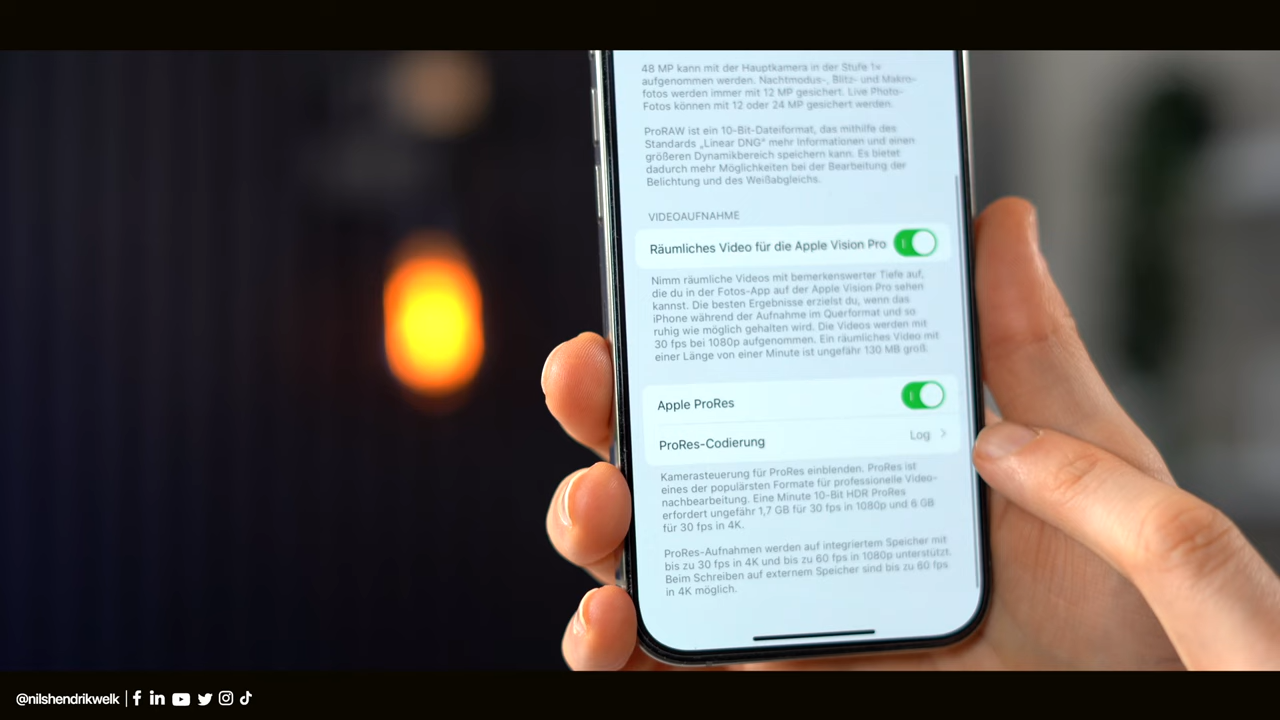 48 MP kann mit der Hauptkamera in der Stufe 1x
aufgenommen werden. Nachtmodus-, Blitz- und Makro-
fotos werden immer mit 12 MP gesichert. Live Photo-
Fotos können mit 12 oder 24 MP gesichert werden.
ProRAW ist ein 10-Bit-Dateiformat, das mithilfe des
Standards „Linear DNG“ mehr Informationen und einen
größeren Dynamikbereich speichern kann. Es bietet
dadurch mehr Möglichkeiten bei der Bearbeitung der
Belichtung und des Weißabgleichs.
VIDEOAUFNAHME
Räumliches Video für die Apple Vision Pro
Nimm räumliche Videos mit bemerkenswerter Tiefe auf,
die du in der Fotos-App auf der Apple Vision Pro sehen
kannst. Die besten Ergebnisse erzielst du, wenn das
iPhone während der Aufnahme im Querformat und so
ruhig wie möglich gehalten wird. Die Videos werden mit
30 fps bei 1080p aufgenommen. Ein räumliches Video mit
einer Länge von einer Minute ist ungefähr 130 MB groß.
Apple ProRes
ProRes-Codierung Log
Kamerasteuerung für ProRes einblenden. ProRes ist
eines der populärsten Formate für professionelle Video-
nachbearbeitung. Eine Minute 10-Bit HDR ProRes
erfordert ungefähr 1,7 GB für 30 fps in 1080p und 6 GB
für 30 fps in 4K.
ProRes-Aufnahmen werden auf integriertem Speicher mit
bis zu 30 fps in 4K und bis zu 60 fps in 1080p unterstützt.
Beim Schreiben auf externem Speicher sind bis zu 60 fps
in 4K möglich.
@nilshendrikwelk